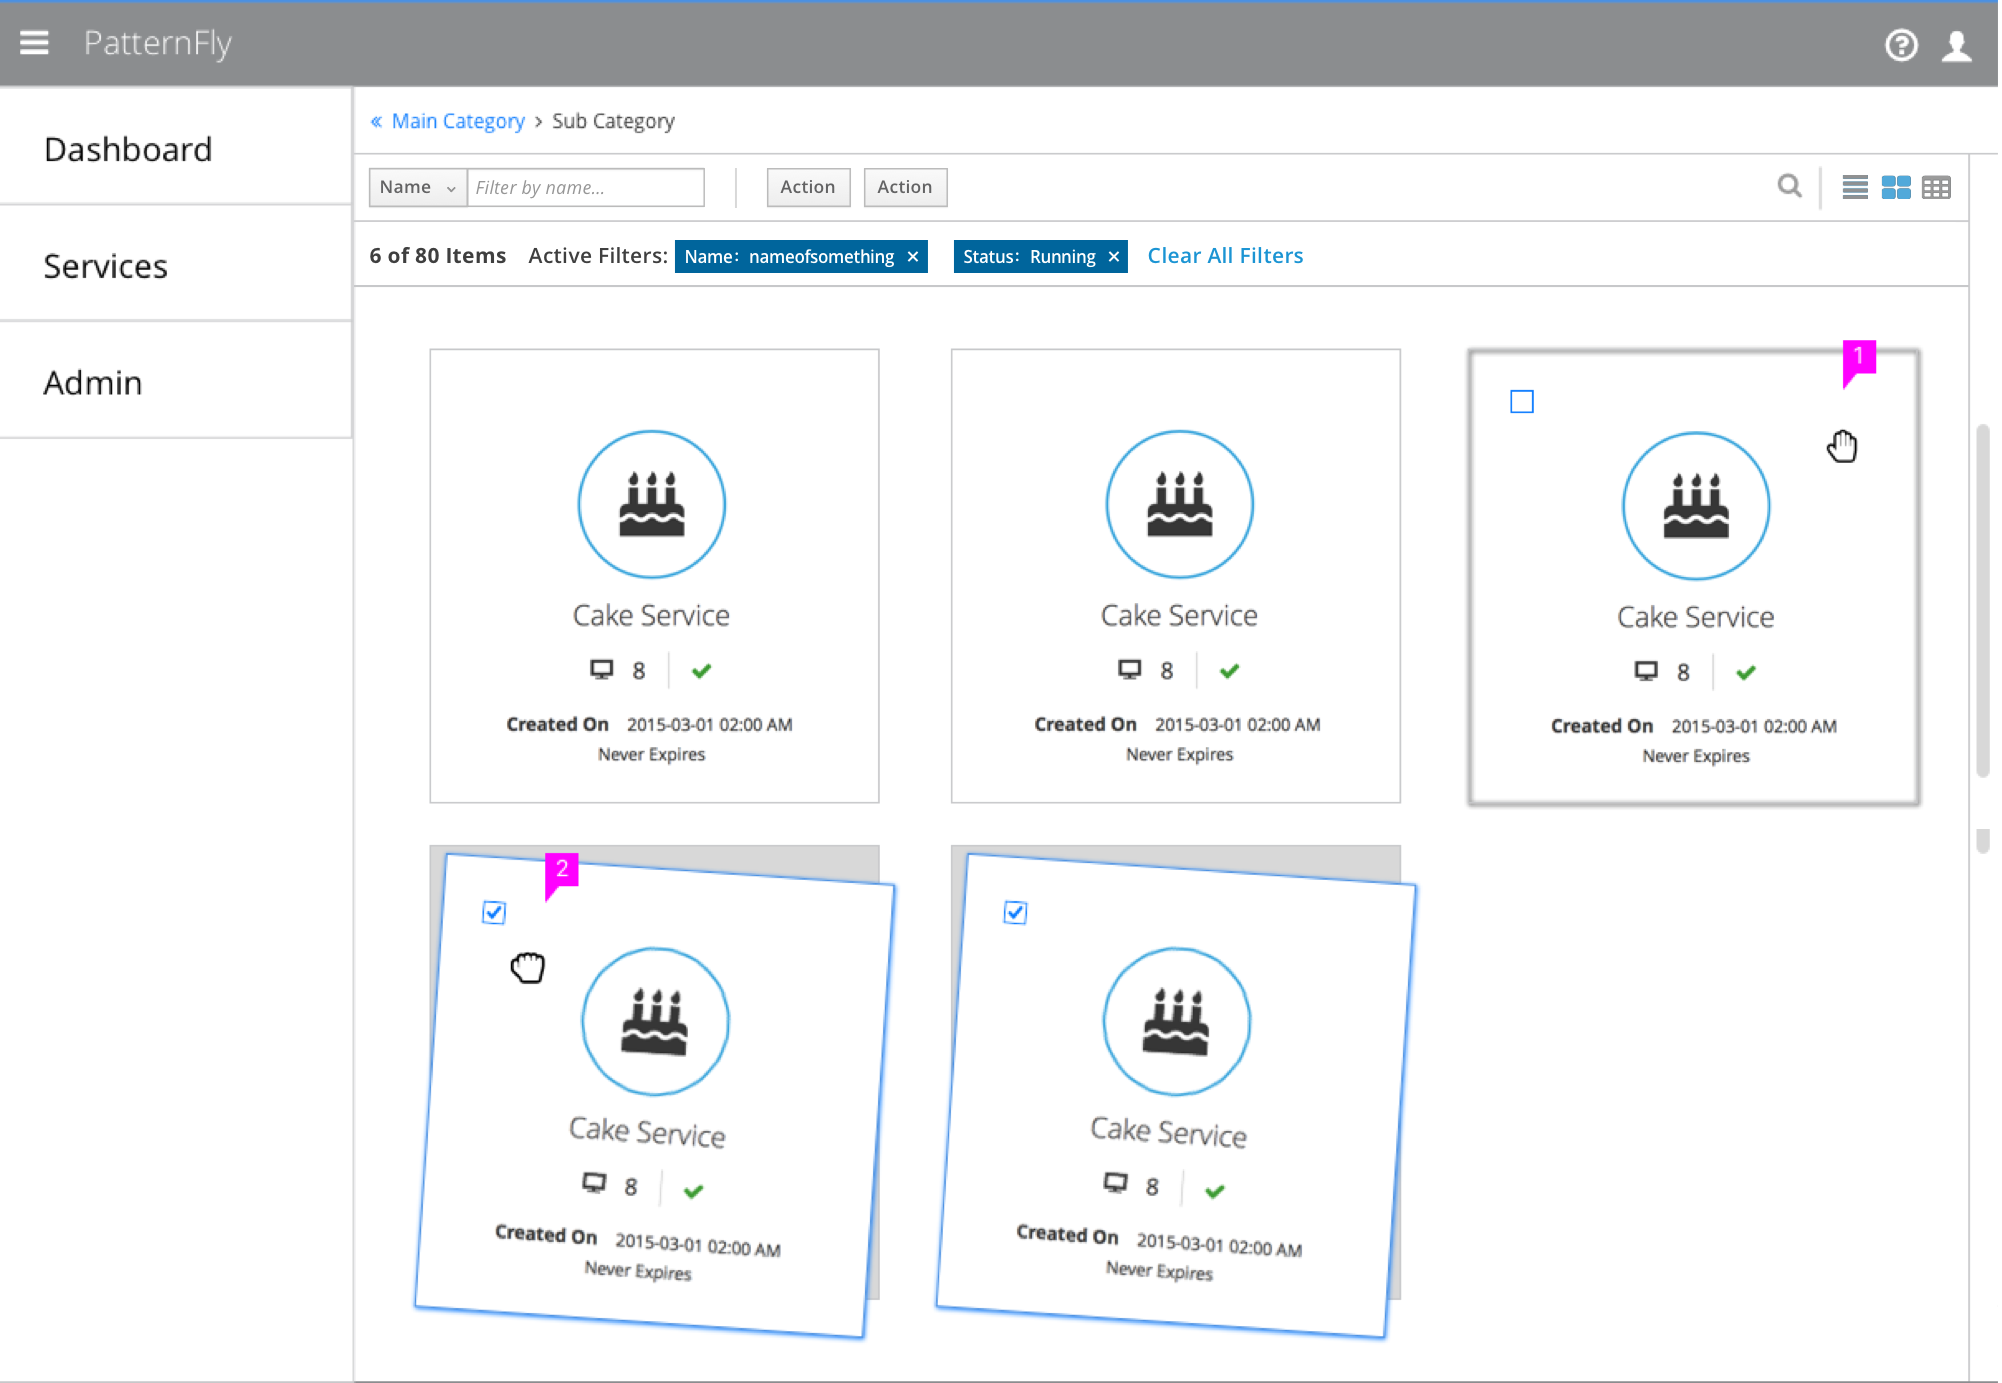 PatternFly
Dashboard
Services
Admin
« Main Category > Sub Category
Name Filter by name... Action Action
6 of 80 Items Active Filters: Name: nameofsomething × Status: Running × Clear All Filters
1
Cake Service
8
Created On 2015-03-01 02:00 AM
Never Expires
Cake Service
8
Created On 2015-03-01 02:00 AM
Never Expires
Cake Service
8
Created On 2015-03-01 02:00 AM
Never Expires
2
Cake Service
8
Created On 2015-03-01 02:00 AM
Never Expires
Cake Service
8
Created On 2015-03-01 02:00 AM
Never Expires